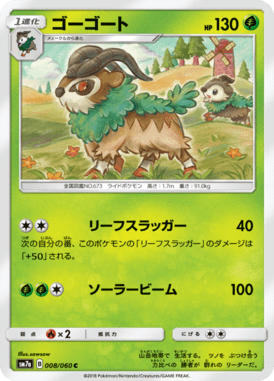 1進化 ゴーゴート HP 130
メェークルから進化
全国図鑑NO.673 ライドポケモン 高さ:1.7m 重さ:91.0kg
リーフスラッガー 40
次の自分の番、このポケモンの「リーフスラッガー」のダメージは
「+50」される。
ソーラービーム 100
弱点 ×2 抵抗力 にげる
illus.sowsow
sm7a D 008/060 C
山岳地帯で 生活する。 ツノを ぶつけ合う
力比べの 勝者が 群れのリーダーだ。
©2018 Pokémon/Nintendo/Creatures/GAME FREAK.